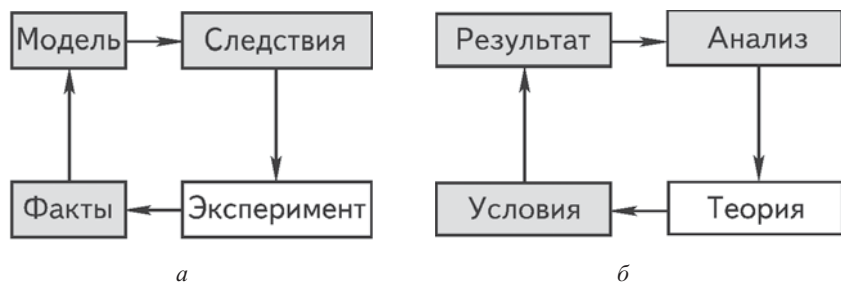 Модель
Следствия
Факты
Эксперимент
а
Результат
Анализ
Условия
Теория
б